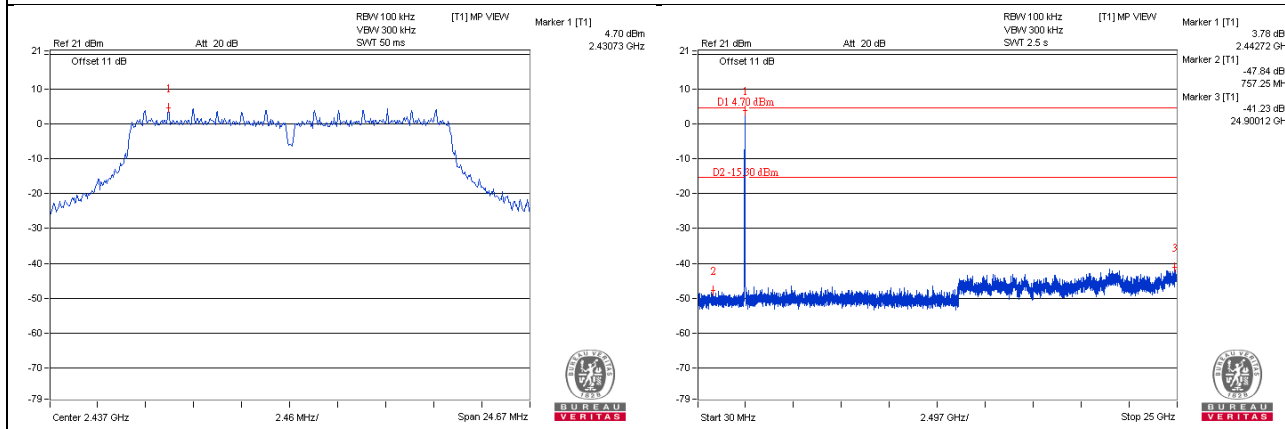 RBW 100 kHz [T1] MP VIEW
VBW 300 kHz
Ref 21 dBm Att 20 dB SWT 50 ms
Marker 1 [T1]
4.70 dBm
2.43073 GHz
21
Offset 11 dB
10
1
0
-10
-20
-30
-40
-50
-60
-70
-79
Center 2.437 GHz 2.46 MHz/ Span 24.67 MHz
BUREAU VERITAS
1828
BUREAU
VERITAS
RBW 100 kHz [T1] MP VIEW
VBW 300 kHz
Ref 21 dBm Att 20 dB SWT 2.5 s
Marker 1 [T1]
3.78 dB
2.44272 GH
Marker 2 [T1]
-47.84 dB
757.25 MH
Marker 3 [T1]
-41.23 dB
24.90012 GH
21
Offset 11 dB
10
1
D1 4.70 dBm
0
-10
D2 -15.30 dBm
-20
-30
3
-40
2
-50
-60
-70
-79
Start 30 MHz 2.497 GHz/ Stop 25 GHz
BUREAU VERITAS
1828
BUREAU
VERITAS